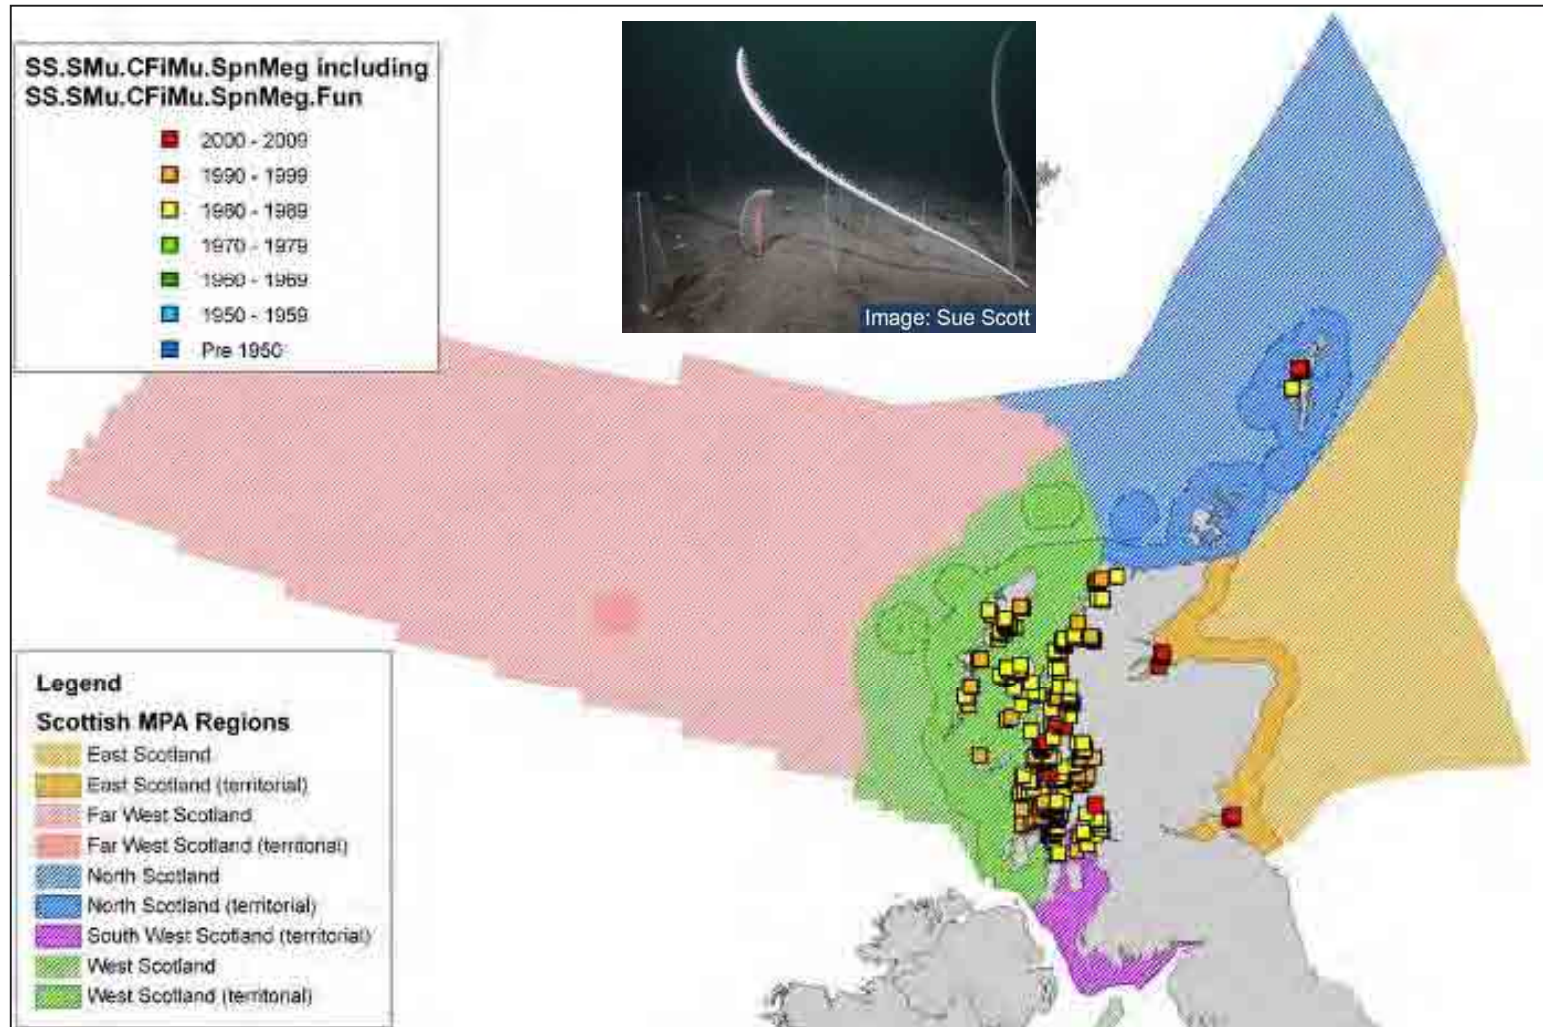 SS.SMu.CFiMu.SpnMeg including
SS.SMu.CFiMu.SpnMeg.Fun
2000 - 2009
1990 - 1999
1980 - 1989
1970 - 1979
1960 - 1969
1950 - 1959
Pre 1950
Image: Sue Scott
Legend
Scottish MPA Regions
East Scotland
East Scotland (territorial)
Far West Scotland
Far West Scotland (territorial)
North Scotland
North Scotland (territorial)
South West Scotland (territorial)
West Scotland
West Scotland (territorial)